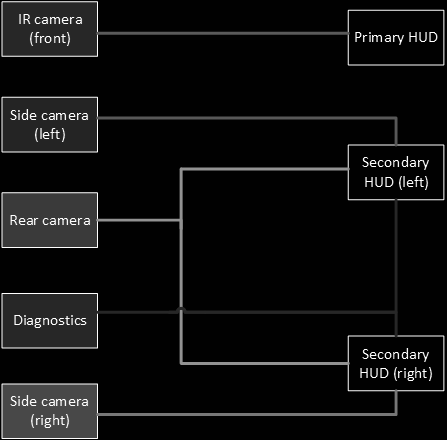 IR camera
(front)
Primary HUD
Side camera
(left)
Secondary
HUD (left)
Rear camera
Diagnostics
Secondary
HUD (right)
Side camera
(right)